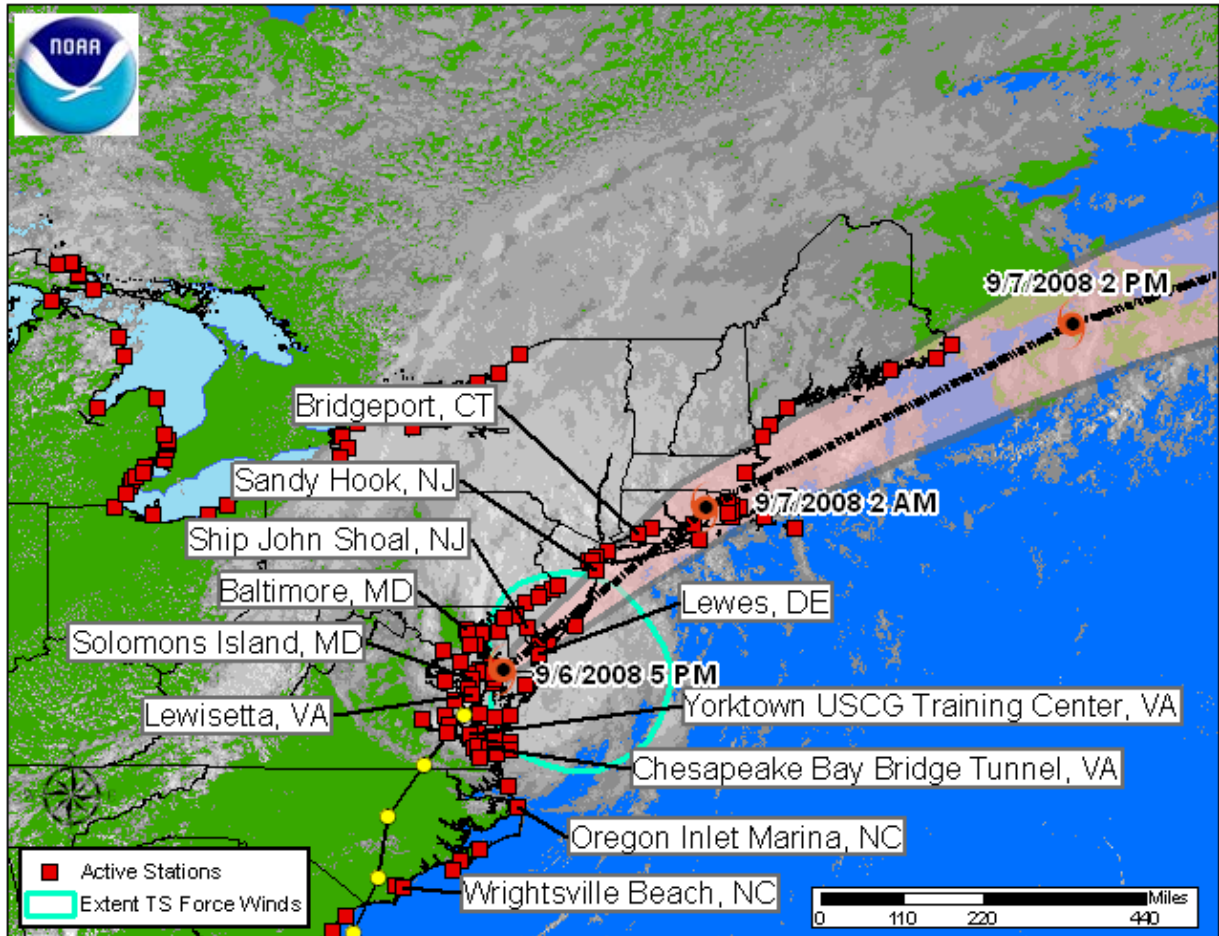 NOAA
9/7/2008 2 PM
Bridgeport, CT
Sandy Hook, NJ
9/7/2008 2 AM
Ship John Shoal, NJ
Baltimore, MD
Lewes, DE
Solomons Island, MD
9/6/2008 5 PM
Lewisetta, VA
Yorktown USCG Training Center, VA
Chesapeake Bay Bridge Tunnel, VA
Oregon Inlet Marina, NC
Wrightsville Beach, NC
Active Stations
Extent TS Force Winds
Miles
0 110 220 440